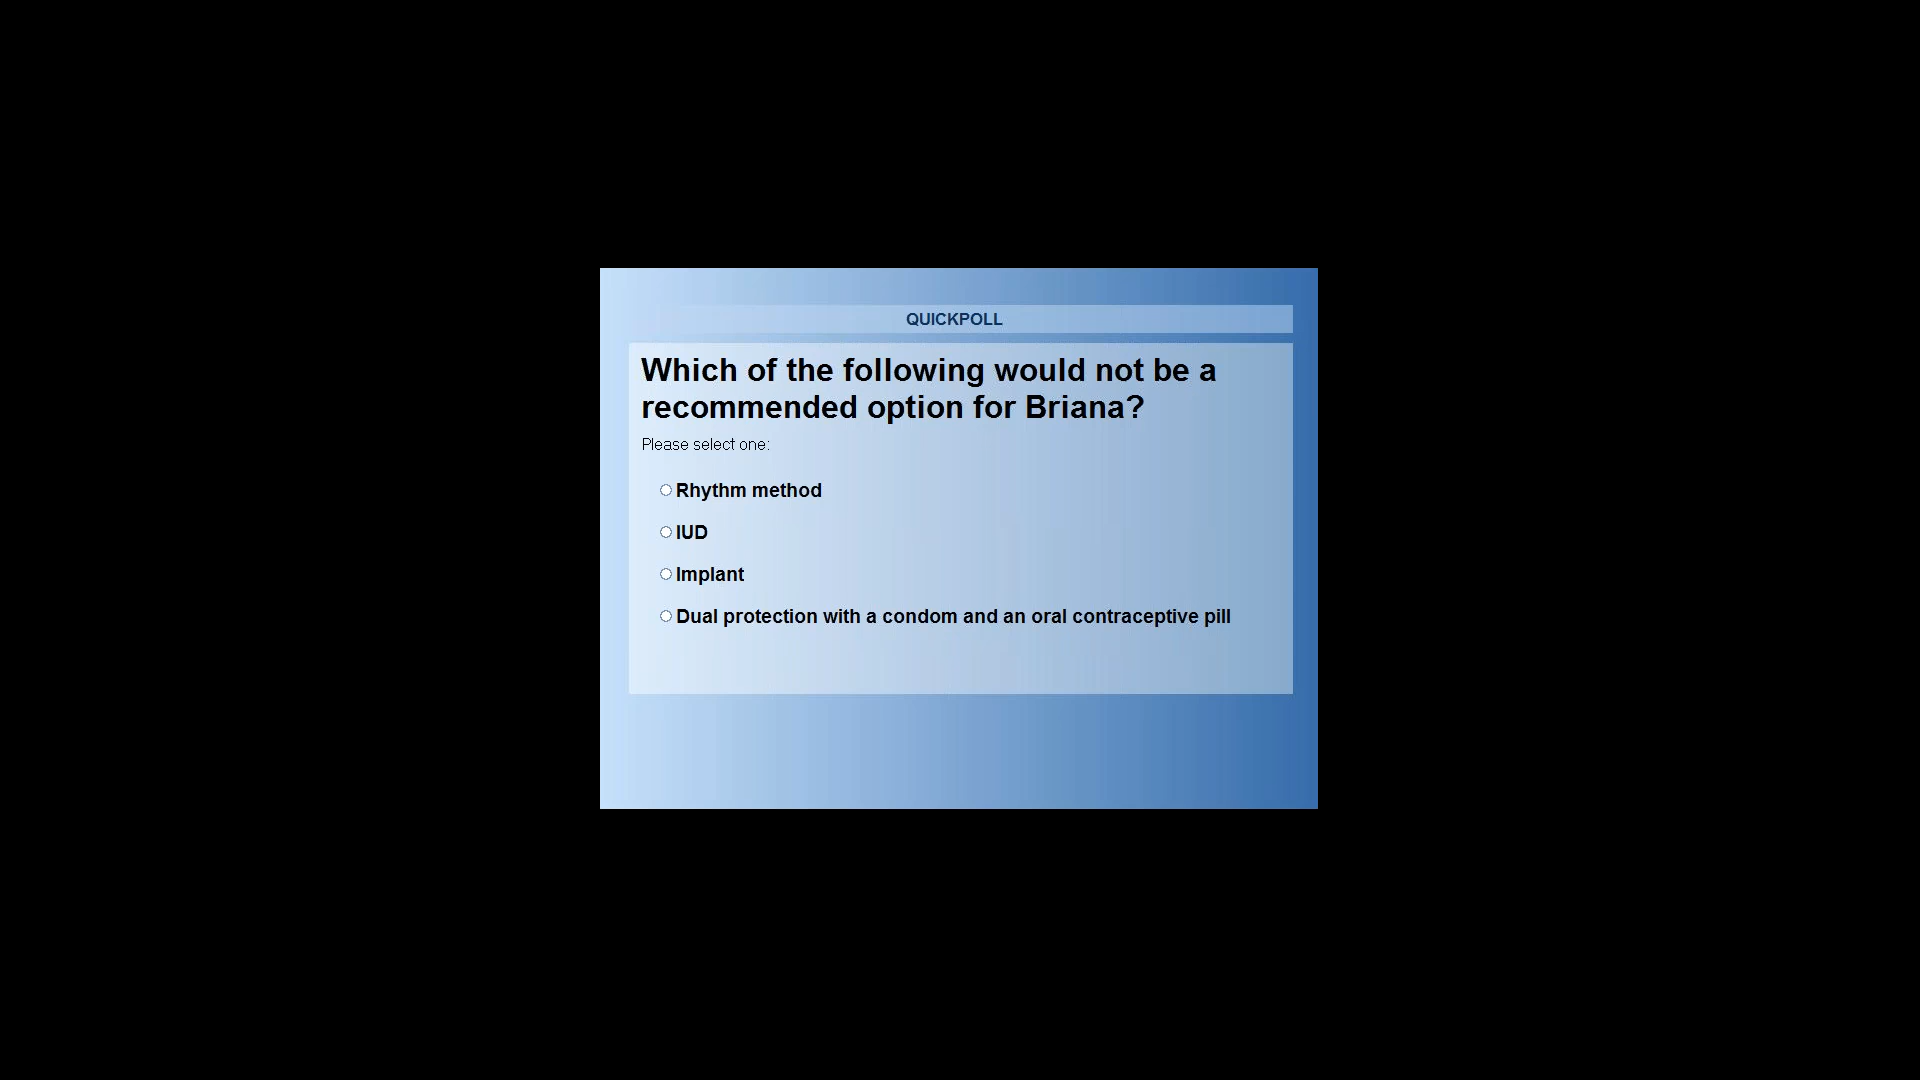 QUICKPOLL
Which of the following would not be a
recommended option for Briana?
Please select one:
Rhythm method
IUD
Implant
Dual protection with a condom and an oral contraceptive pill